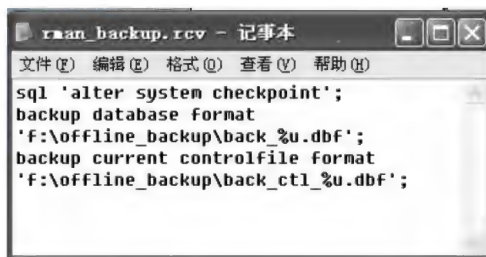 rman_backup.rcv - 记事本
文件(F) 编辑(E) 格式(O) 查看(V) 帮助(H)
sql 'alter system checkpoint';
backup database format
'f:\offline_backup\back_%u.dbf';
backup current controlfile format
'f:\offline_backup\back_ctl_%u.dbf';